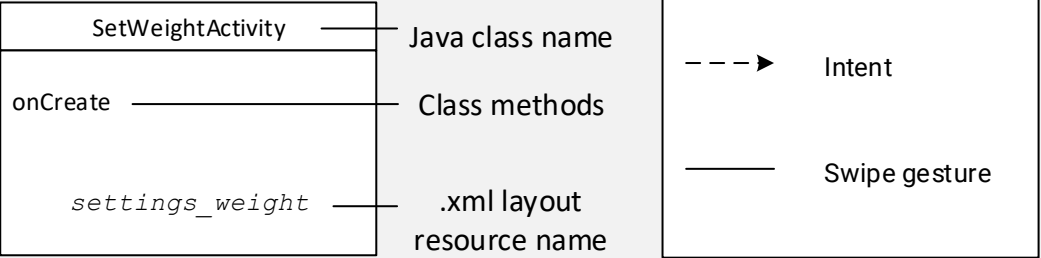 SetWeightActivity
Java class name
onCreate
Class methods
settings_weight
.xml layout
resource name
Intent
Swipe gesture